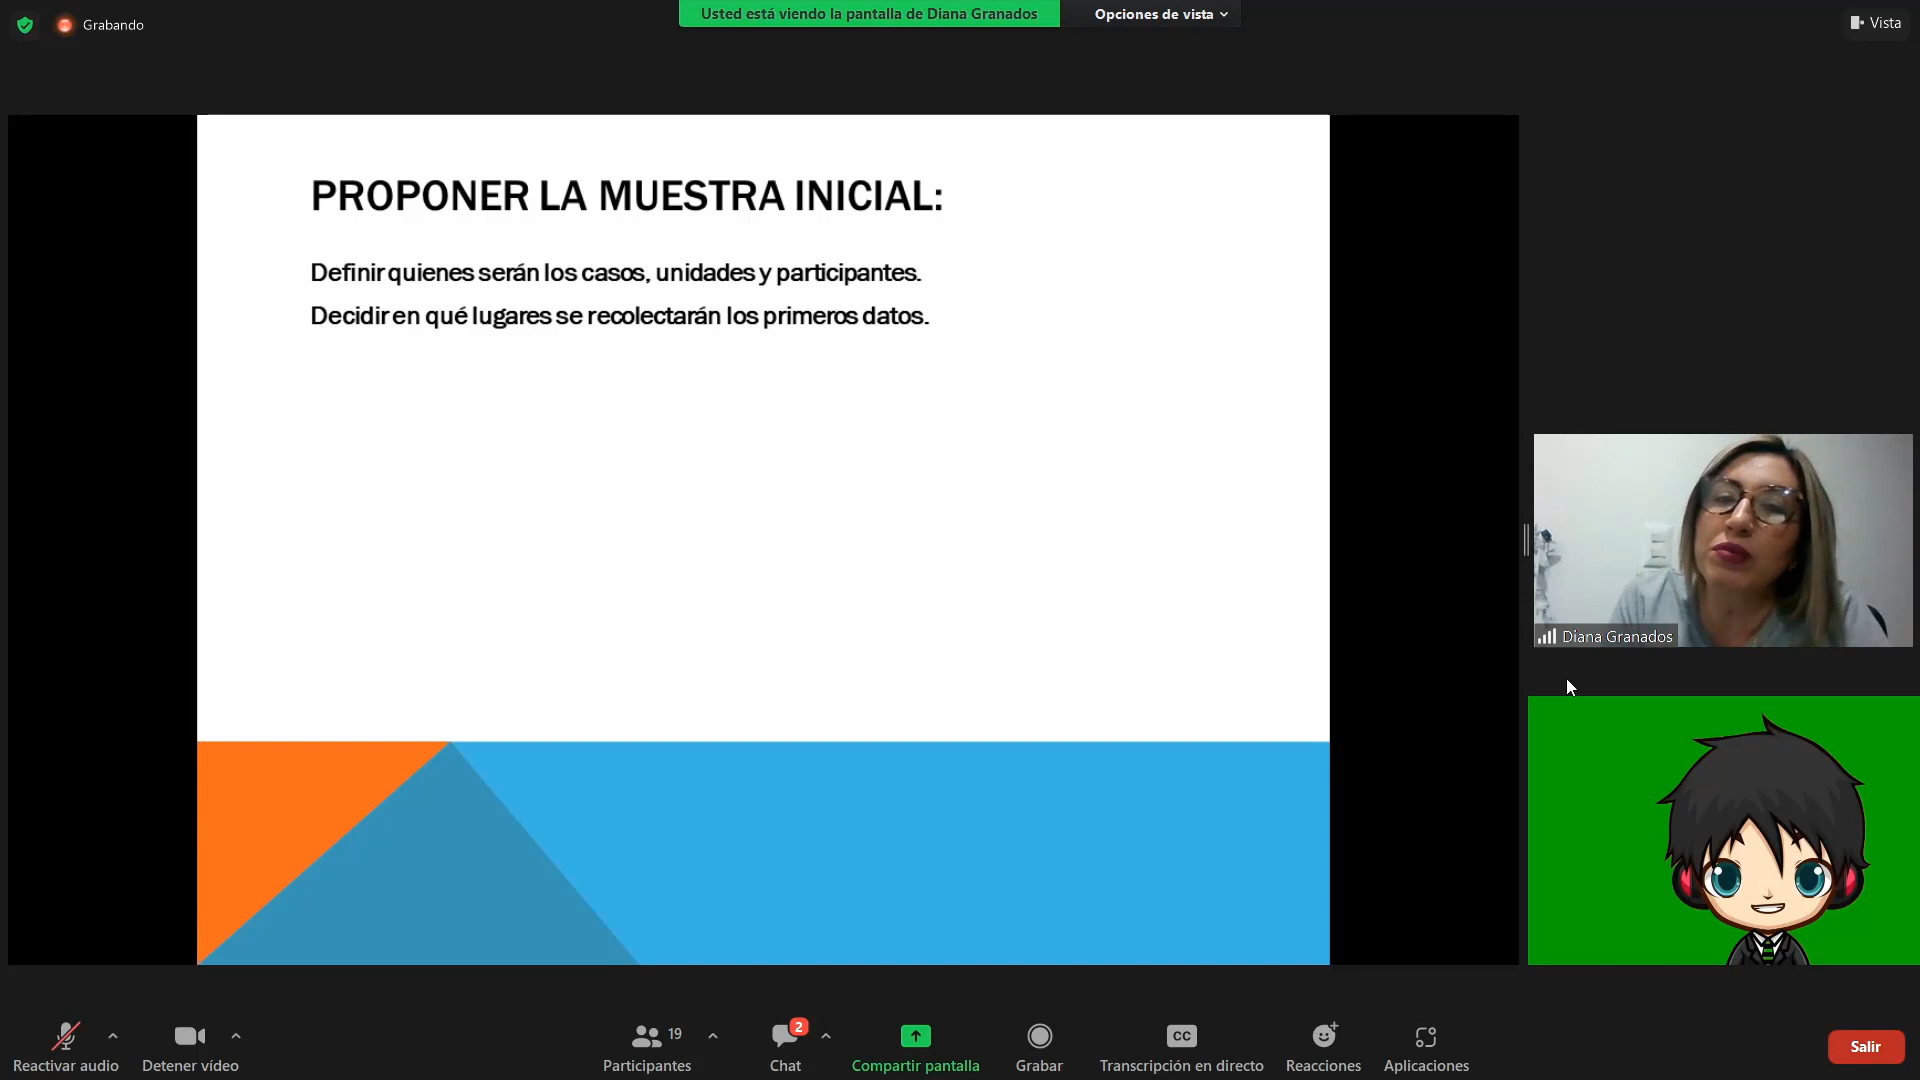 Grabando
Usted está viendo la pantalla de Diana Granados
Opciones de vista
Vista
PROPONER LA MUESTRA INICIAL:
Definir quienes serán los casos, unidades y participantes.
Decidir en qué lugares se recolectarán los primeros datos.
Diana Granados
Reactivar audio
Detener vídeo
19
Participantes
2
Chat
Compartir pantalla
Grabar
CC
Transcripción en directo
Reacciones
Aplicaciones
Salir